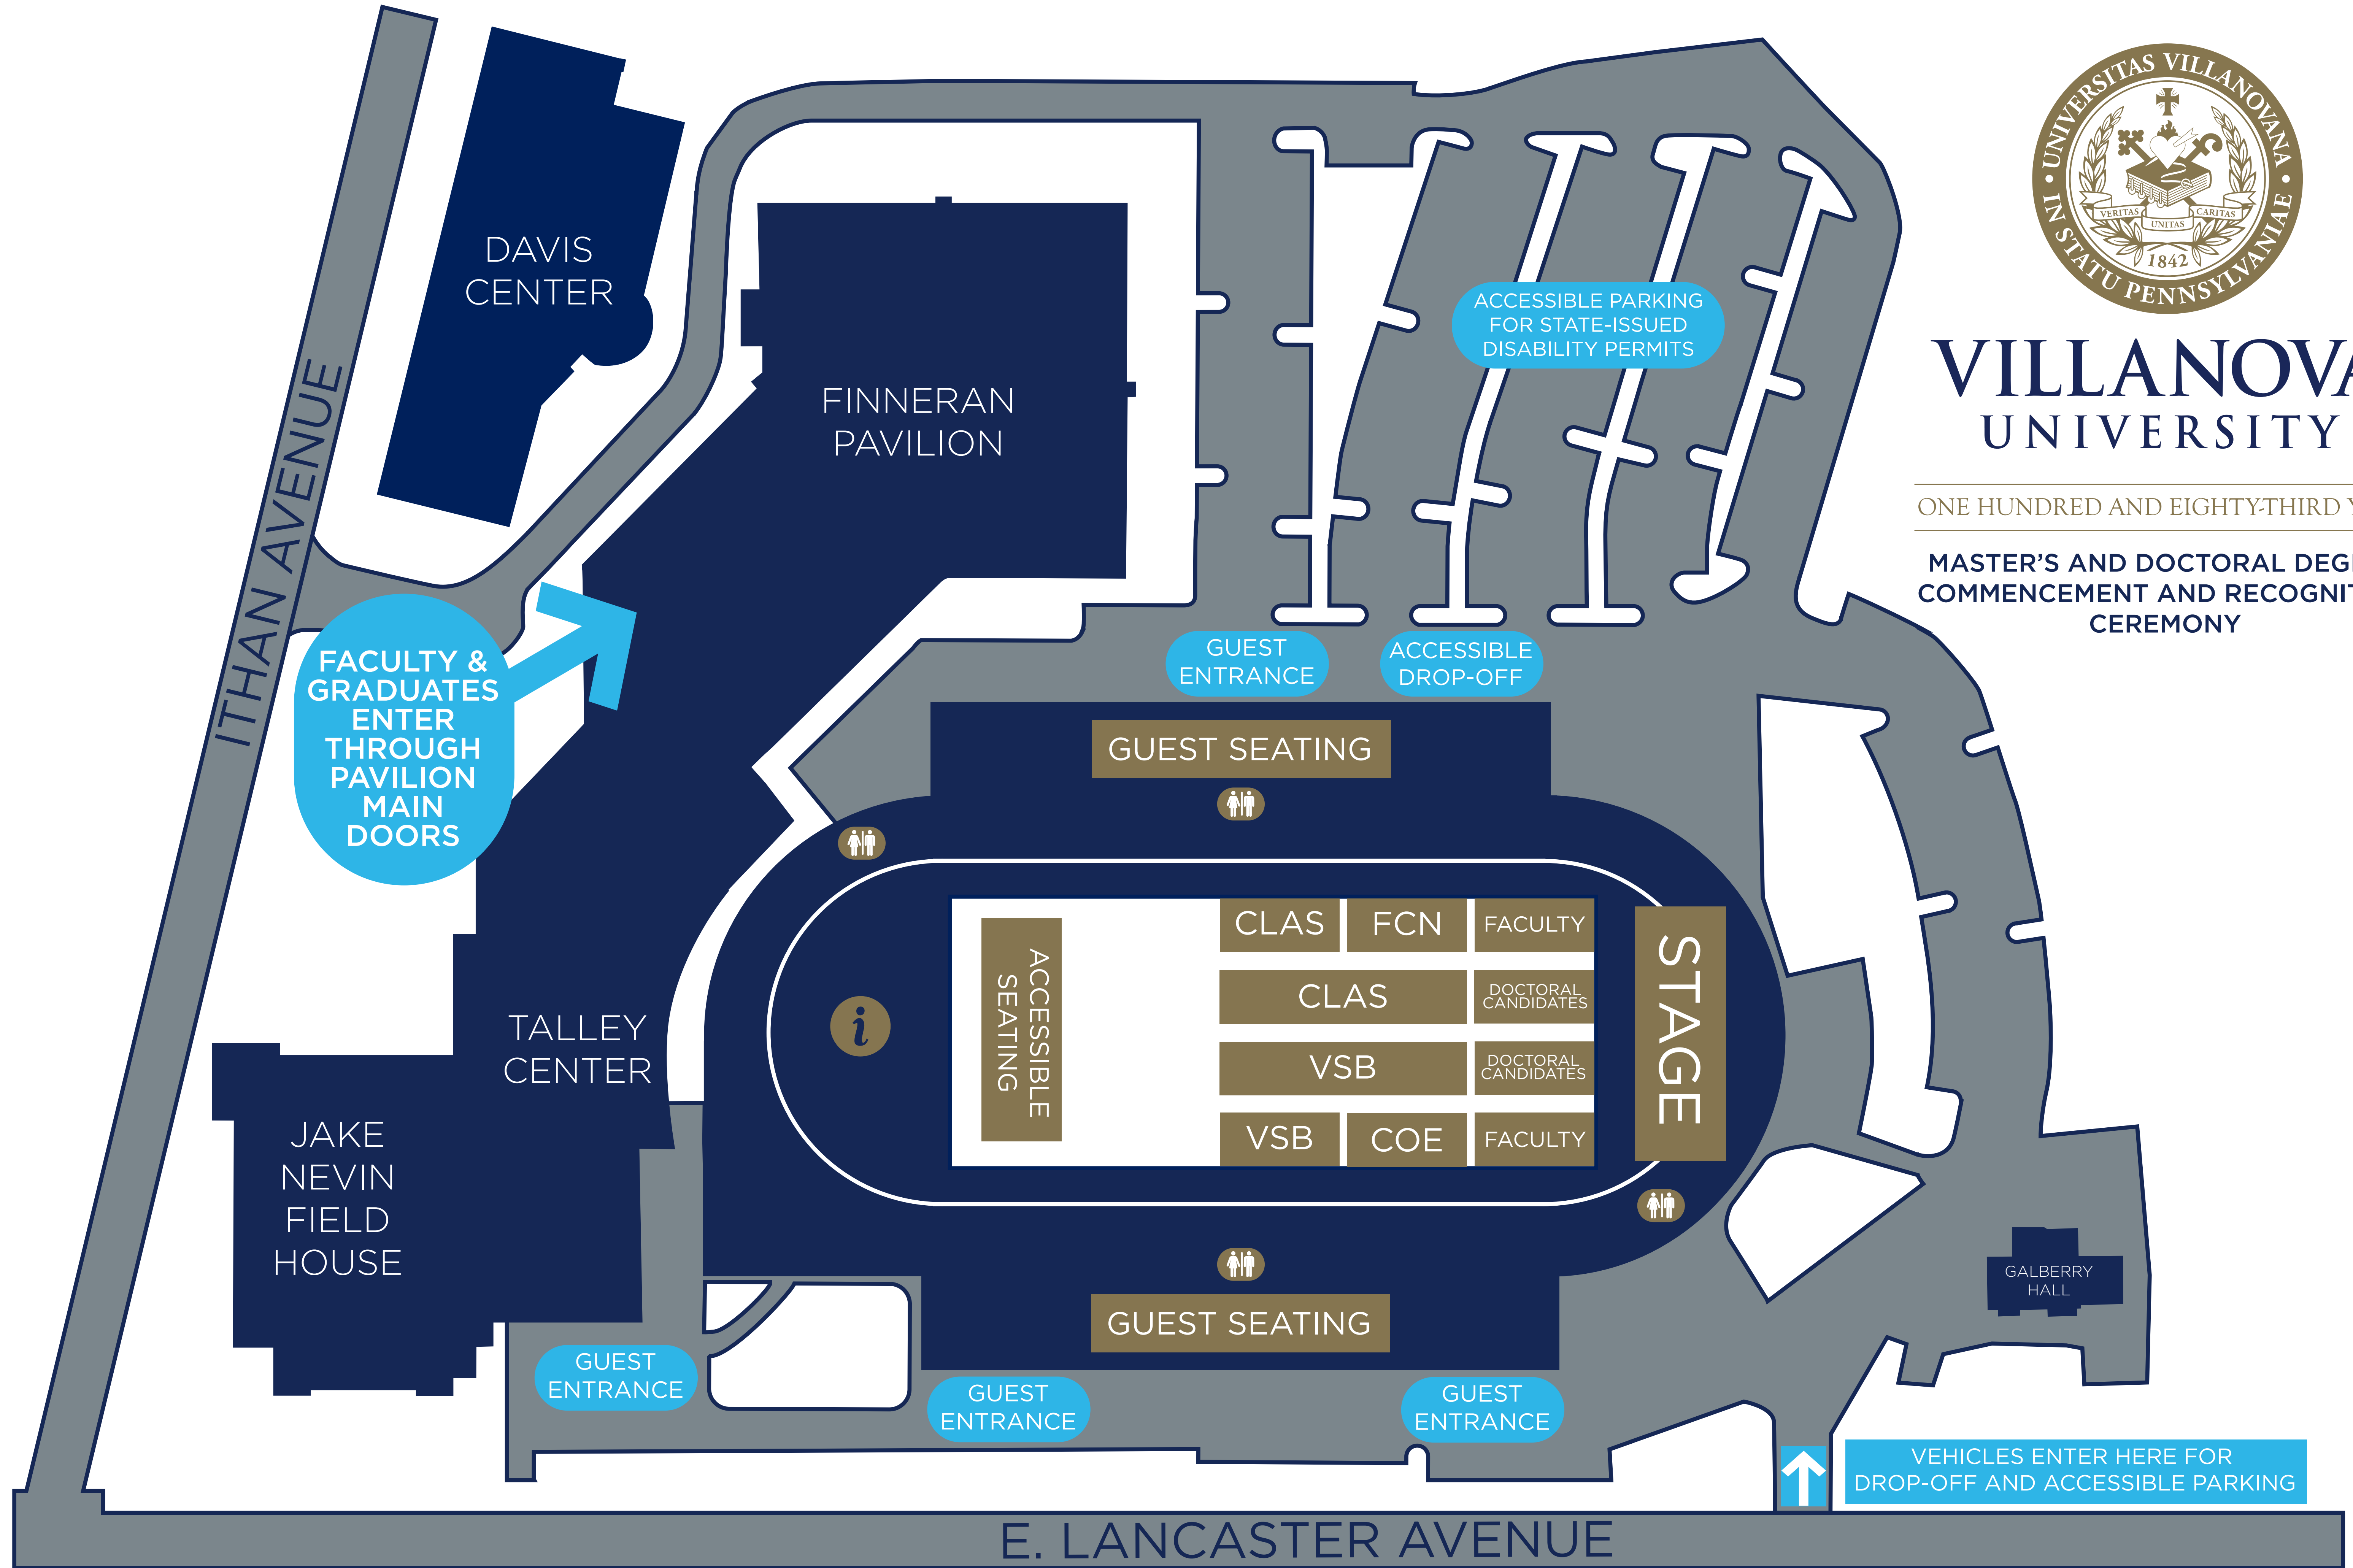 DAVIS
CENTER
FINNERAN
PAVILION
ITHAN AVENUE
FACULTY &
GRADUATES
ENTER
THROUGH
PAVILION
MAIN
DOORS
ACCESSIBLE PARKING
FOR STATE-ISSUED
DISABILITY PERMITS
• UNIVERSITAS VILLANOVANA •
IN STATU PENNSYLVANIAE
VERITAS
UNITAS
CARITAS
1842
VILLANOVA
UNIVERSITY
ONE HUNDRED AND EIGHTY-THIRD Y
MASTER'S AND DOCTORAL DEG
COMMENCEMENT AND RECOGNIT
CEREMONY
GUEST
ENTRANCE
ACCESSIBLE
DROP-OFF
GUEST SEATING
ACCESSIBLE
SEATING
CLAS
FCN
FACULTY
CLAS
DOCTORAL
CANDIDATES
VSB
DOCTORAL
CANDIDATES
VSB
COE
FACULTY
STAGE
i
TALLEY
CENTER
JAKE
NEVIN
FIELD
HOUSE
GUEST SEATING
GALBERRY
HALL
GUEST
ENTRANCE
GUEST
ENTRANCE
GUEST
ENTRANCE
VEHICLES ENTER HERE FOR
DROP-OFF AND ACCESSIBLE PARKING
E. LANCASTER AVENUE